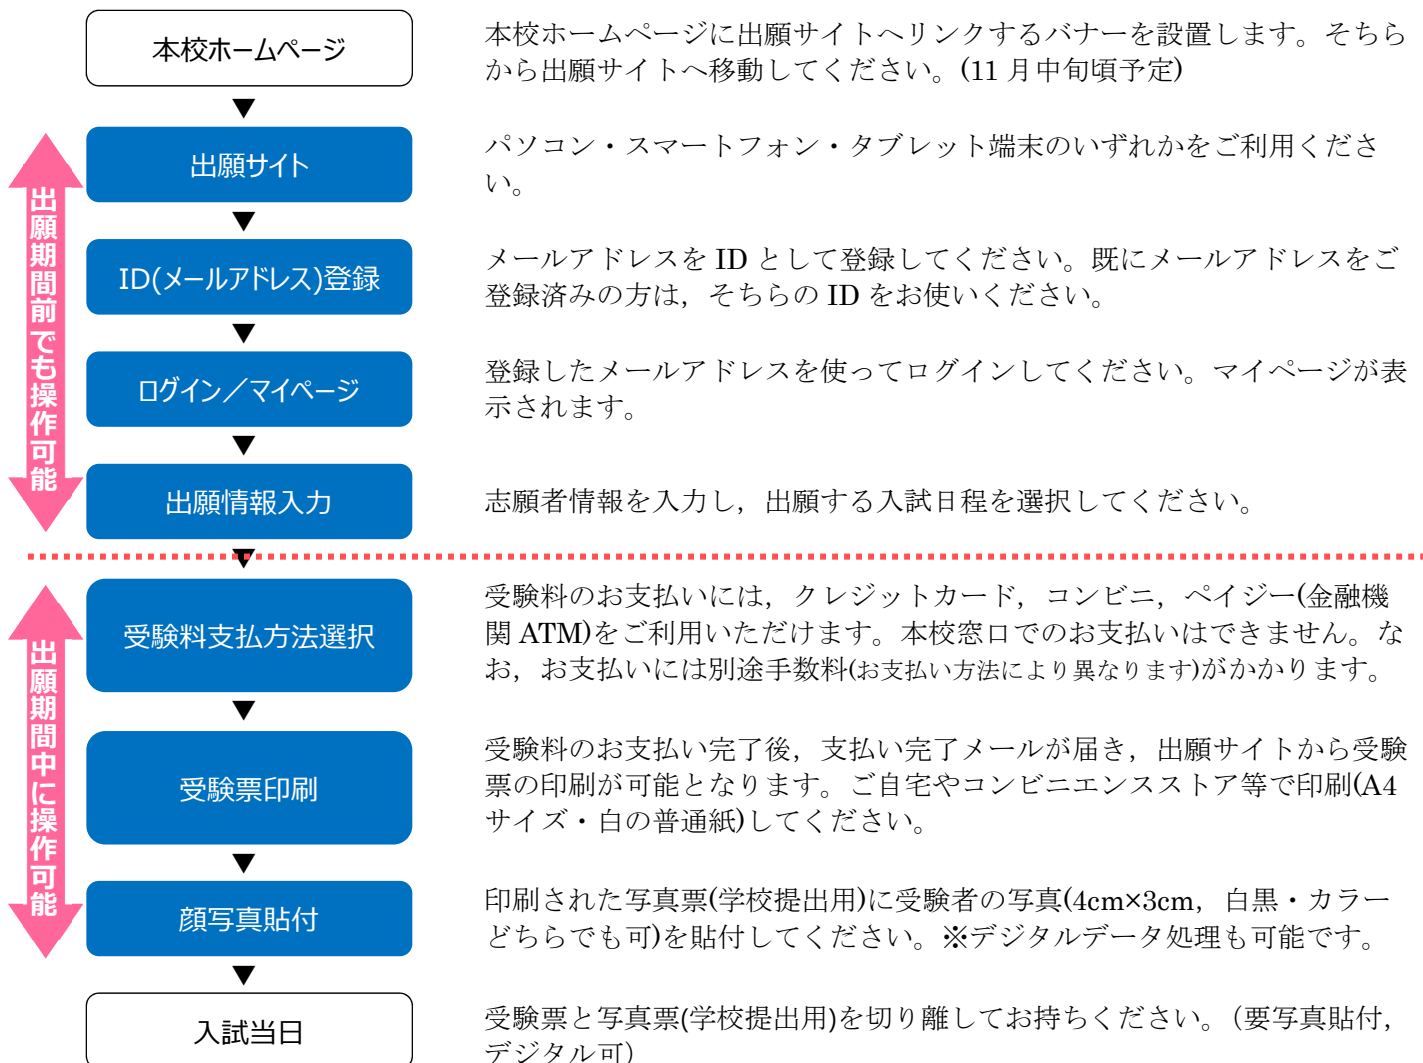 本校ホームページ
本校ホームページに出願サイトへリンクするバナーを設置します。そちら
から出願サイトへ移動してください。(11 月中旬頃予定)
▼
出願期間前でも操作可能
出願サイト
パソコン・スマートフォン・タブレット端末のいずれかをご利用くださ
い。
▼
ID(メールアドレス)登録
メールアドレスを ID として登録してください。既にメールアドレスをご
登録済みの方は，そちらの ID をお使いください。
▼
ログイン／マイページ
登録したメールアドレスを使ってログインしてください。マイページが表
示されます。
▼
出願情報入力
志願者情報を入力し，出願する入試日程を選択してください。
▼
出願期間中に操作可能
受験料支払方法選択
受験料のお支払いには，クレジットカード，コンビニ，ペイジー(金融機
関 ATM)をご利用いただけます。本校窓口でのお支払いはできません。な
お，お支払いには別途手数料(お支払い方法により異なります)がかかります。
▼
受験票印刷
受験料のお支払い完了後，支払い完了メールが届き，出願サイトから受験
票の印刷が可能となります。ご自宅やコンビニエンスストア等で印刷(A4
サイズ・白の普通紙)してください。
▼
顔写真貼付
印刷された写真票(学校提出用)に受験者の写真(4cm×3cm，白黒・カラー
どちらでも可)を貼付してください。※デジタルデータ処理も可能です。
▼
入試当日
受験票と写真票(学校提出用)を切り離してお持ちください。（要写真貼付，
デジタル可）